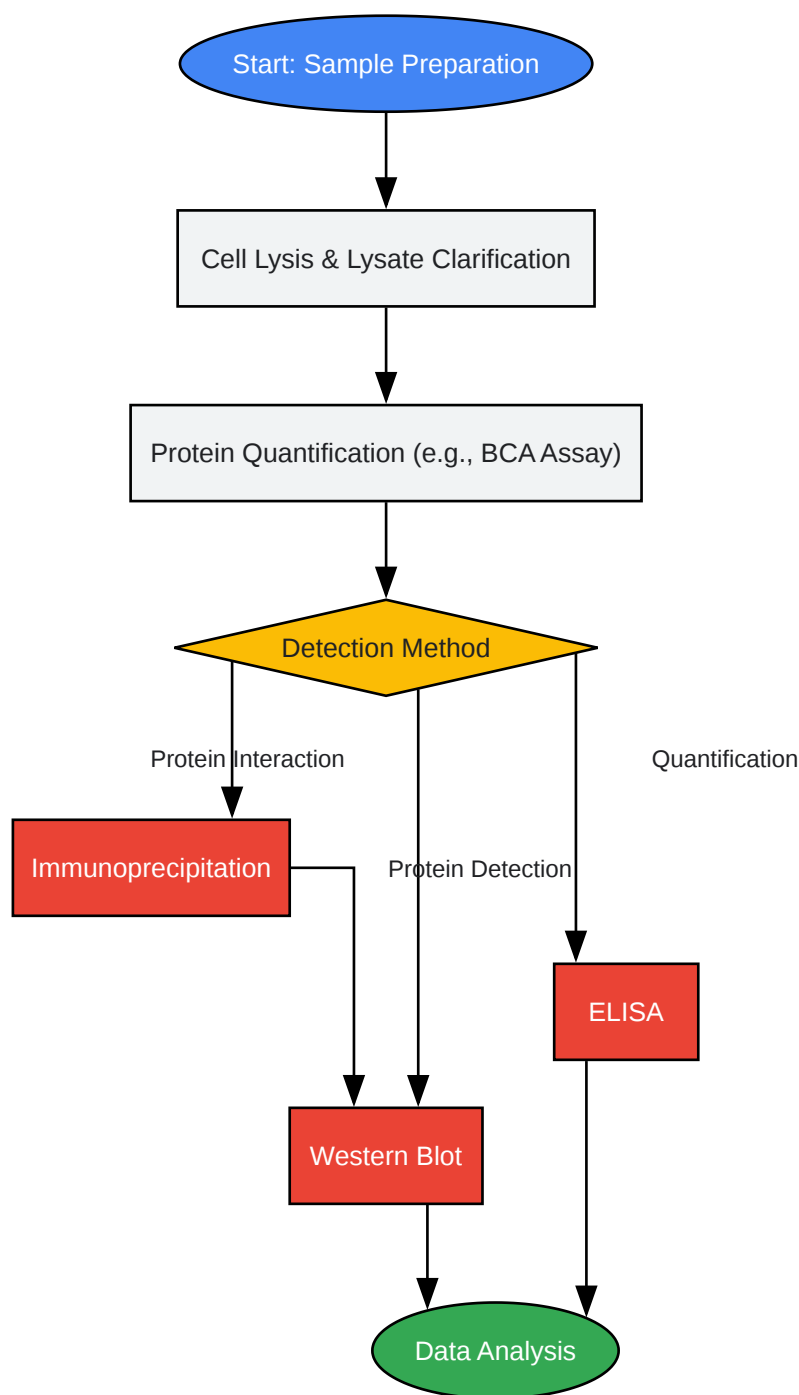 Start: Sample Preparation
Cell Lysis & Lysate Clarification
Protein Quantification (e.g., BCA Assay)
Detection Method
Protein Interaction
Quantification
Immunoprecipitation
Protein Detection
ELISA
Western Blot
Data Analysis